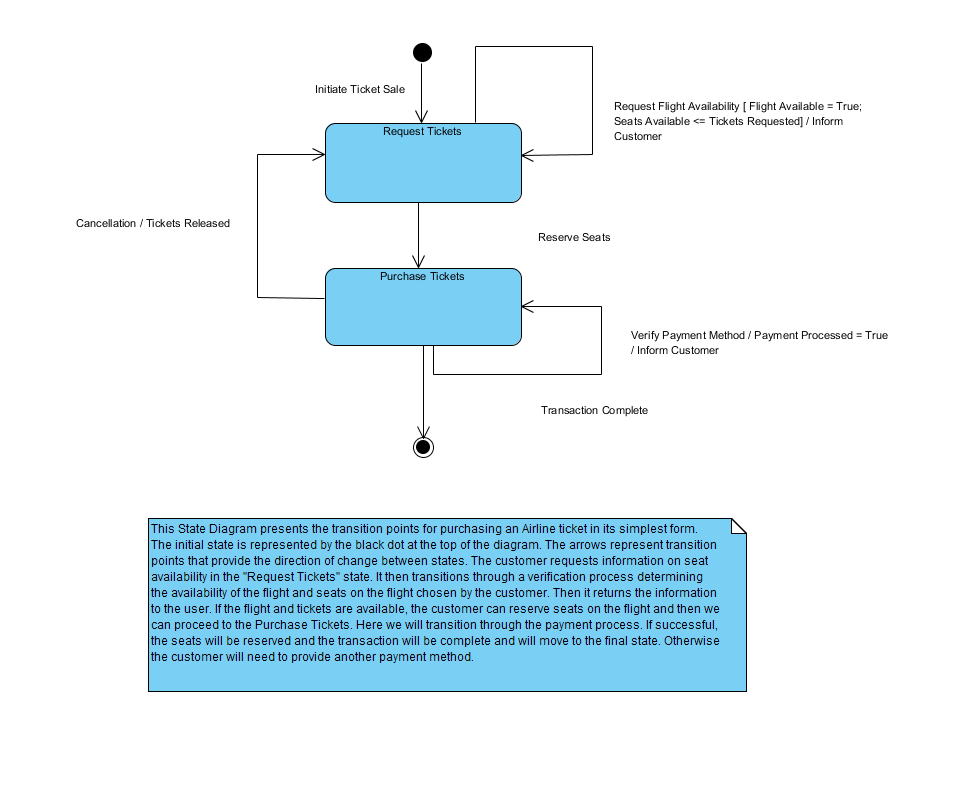 Initiate Ticket Sale
Request Flight Availability [ Flight Available = True;
Seats Available <= Tickets Requested] / Inform
Customer
Request Tickets
Cancellation / Tickets Released
Reserve Seats
Purchase Tickets
Verify Payment Method / Payment Processed = True
/ Inform Customer
Transaction Complete
This State Diagram presents the transition points for purchasing an Airline ticket in its simplest form.
The initial state is represented by the black dot at the top of the diagram. The arrows represent transition
points that provide the direction of change between states. The customer requests information on seat
availability in the "Request Tickets" state. It then transitions through a verification process determining
the availability of the flight and seats on the flight chosen by the customer. Then it returns the information
to the user. If the flight and tickets are available, the customer can reserve seats on the flight and then we
can proceed to the Purchase Tickets. Here we will transition through the payment process. If successful,
the seats will be reserved and the transaction will be complete and will move to the final state. Otherwise
the customer will need to provide another payment method.